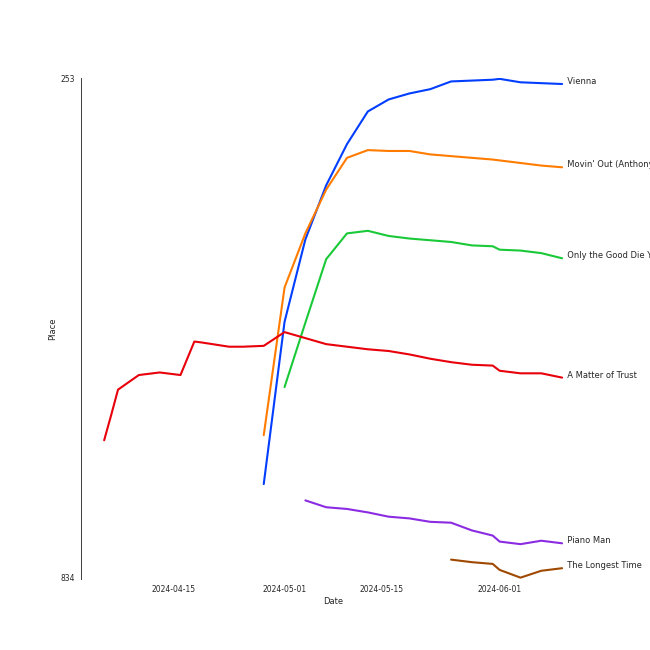 253
Vienna
Movin' Out (Anthony
Only the Good Die
Place
A Matter of Trust
Piano Man
The Longest Time
834
2024-04-15
2024-05-01
2024-05-15
2024-06-01
Date